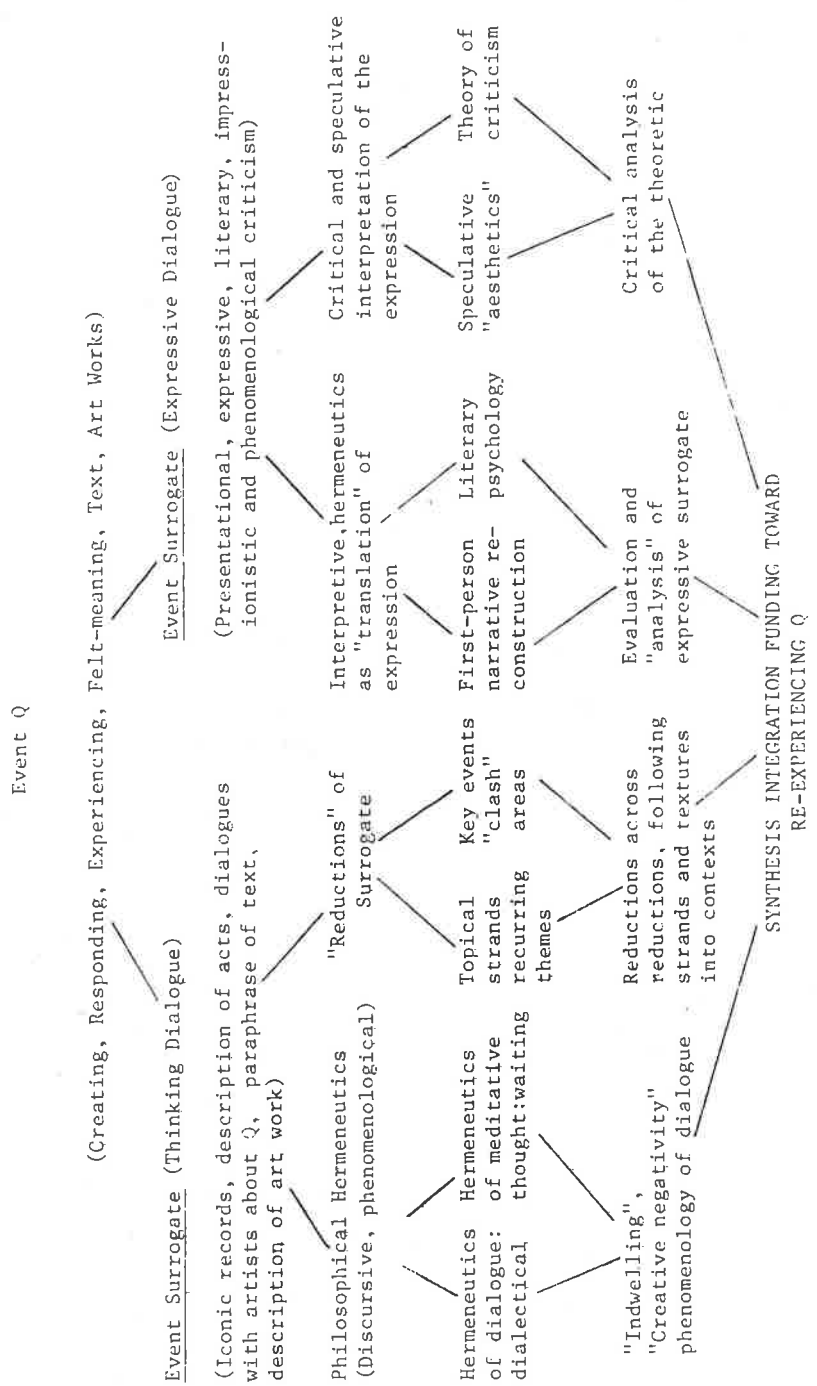 Event Q
(Creating, Responding, Experiencing, Felt-meaning, Text, Art Works)
Event Surrogate (Thinking Dialogue)
(Iconic records, description of acts, dialogues
with artists about Q, paraphrase of text,
description of art work)
Event Surrogate (Expressive Dialogue)
(Presentational, expressive, literary, impress-
ionistic and phenomenological criticism)
Philosophical Hermeneutics
(Discursive, phenomenological)
"Reductions" of
Surrogate
Interpretive, hermeneutics
as "translation" of
expression
Critical and speculative
interpretation of the
expression
Hermeneutics
of dialogue:
dialectical
Hermeneutics
of meditative
thought:waiting
Topical
strands
recurring
themes
Key events
"clash"
areas
First-person
narrative re-
construction
Literary
psychology
Speculative
"aesthetics"
Theory of
criticism
"Indwelling",
"Creative negativity"
phenomenology of dialogue
Reductions across
reductions, following
strands and textures
into contexts
Evaluation and
"analysis" of
expressive surrogate
Critical analysis
of the theoretic
SYNTHESIS INTEGRATION FUNDING TOWARD
RE-EXPERIENCING Q